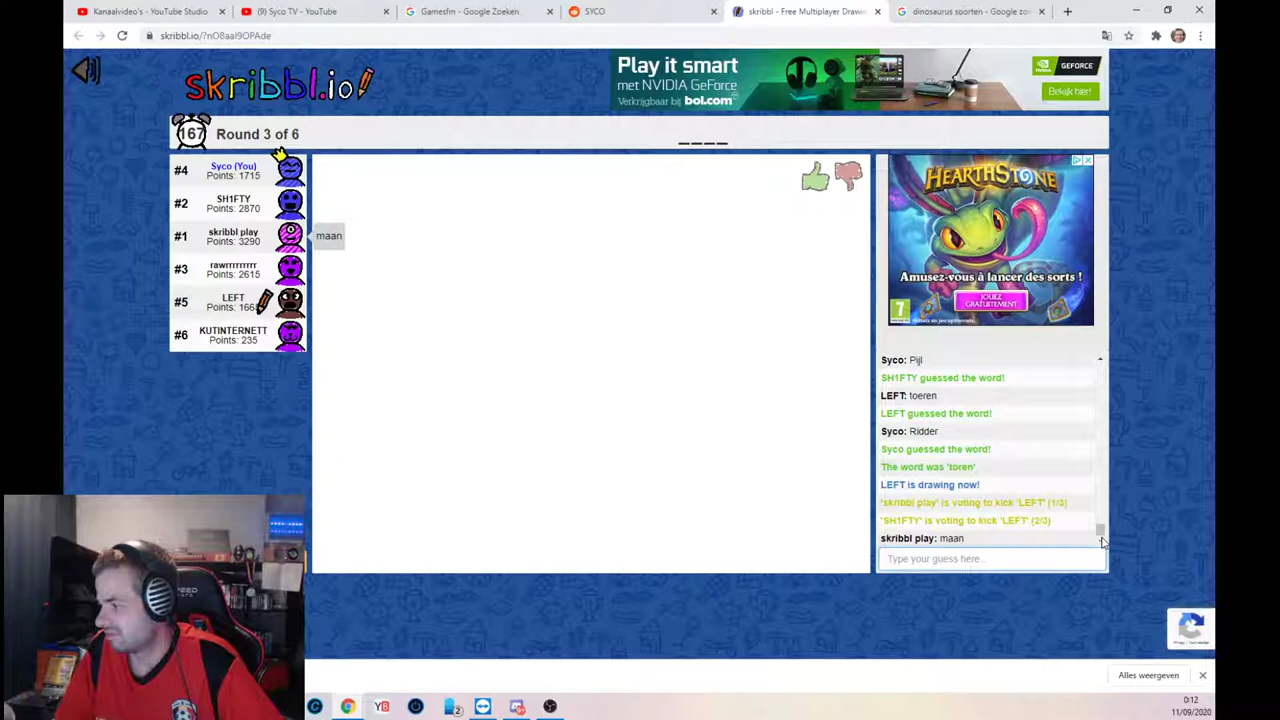 Kanaalvideo's - YouTube Studio
(9) Syco TV - YouTube
Gamesfm - Google Zoeken
SYCO
skribbl - Free Multiplayer Drawi
dinosaurus soorten - Google zo
skribbl.io/?nO8aaI9OPAde
skribbl.io
Play it smart
met NVIDIA GeForce
Verkrijgbaar bij bol.com
NVIDIA
GEFORCE
Bekijk hier!
167
Round 3 of 6
_ _ _ _
#4
Syco (You)
Points: 1715
#2
SH1FTY
Points: 2870
#1
skribbl play
Points: 3290
maan
#3
rawrrrrrrrrr
Points: 2615
#5
LEFT
#6
KUTINTERNETT
Points: 235
HEARTHSTONE
Amusez-vous à lancer des sorts !
7
JOUEZ
GRATUITEMENT
Syco: Pijl
SH1FTY guessed the word!
LEFT: toeren
LEFT guessed the word!
Syco: Ridder
Syco guessed the word!
The word was 'toren'
LEFT is drawing now!
'skribbl play' is voting to kick 'LEFT' (1/3)
'SH1FTY' is voting to kick 'LEFT' (2/3)
skribbl play: maan
Type your guess here...
Alles weergeven
0:12
11/09/2020